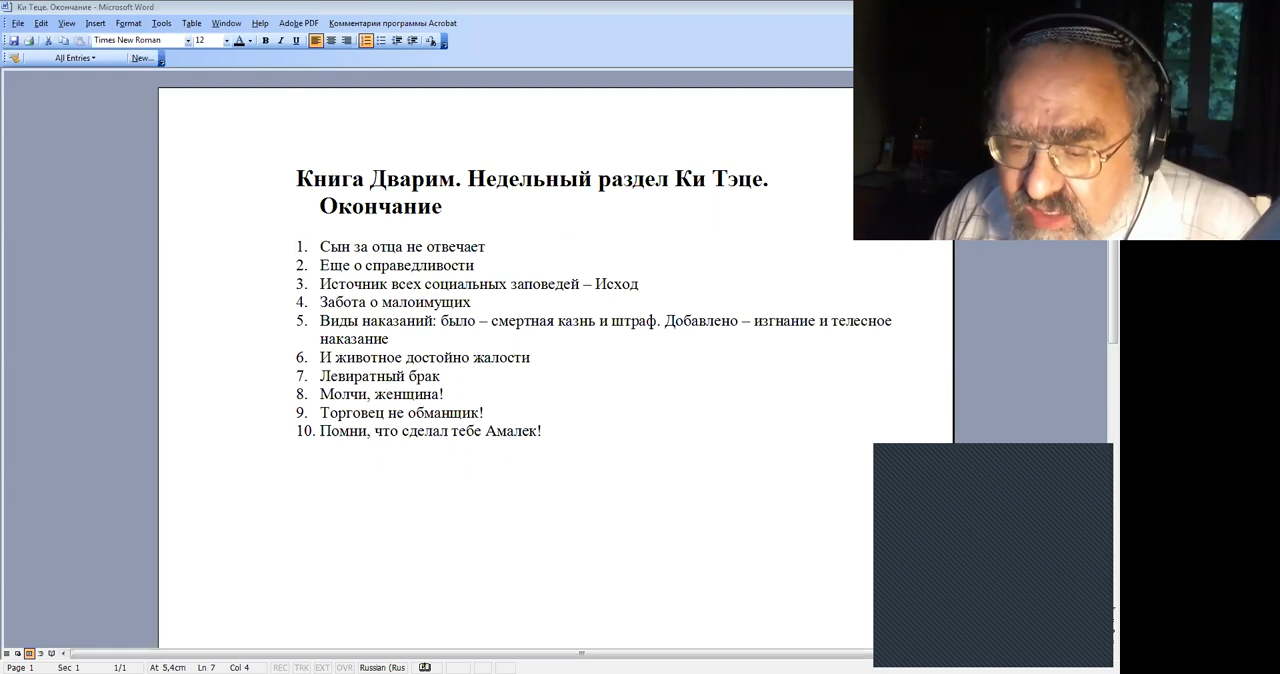 Ки Теце. Окончание - Microsoft Word
File Edit View Insert Format Tools Table Window Help Adobe PDF Комментарии программы Acrobat
Times New Roman 12 A B I U
All Entries New...
Книга Дварим. Недельный раздел Ки Тэце.
Окончание
1. Сын за отца не отвечает
2. Еще о справедливости
3. Источник всех социальных заповедей – Исход
4. Забота о малоимущих
5. Виды наказаний: было – смертная казнь и штраф. Добавлено – изгнание и телесное
наказание
6. И животное достойно жалости
7. Левиратный брак
8. Молчи, женщина!
9. Торговец не обманщик!
10. Помни, что сделал тебе Амалек!
Page 1 Sec 1 1/1 At 5,4cm Ln 7 Col 4 REC TRK EXT OVR Russian (Rus